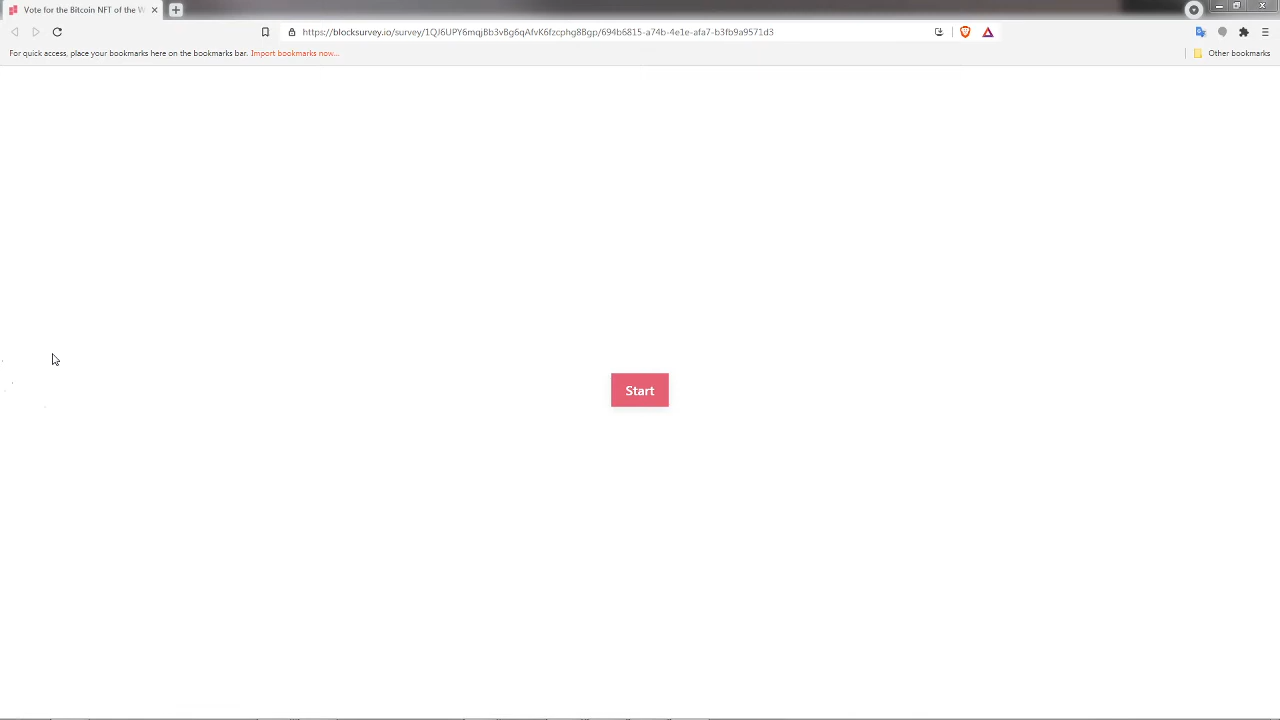 Vote for the Bitcoin NFT of the W
https://blocksurvey.io/survey/1QJ6UPY6mqjBb3vBg6qAfvK6fzcphg8Bgp/694b6815-a74b-4e1e-afa7-b3fb9a9571d3
For quick access, place your bookmarks here on the bookmarks bar. Import bookmarks now...
Other bookmarks
Start